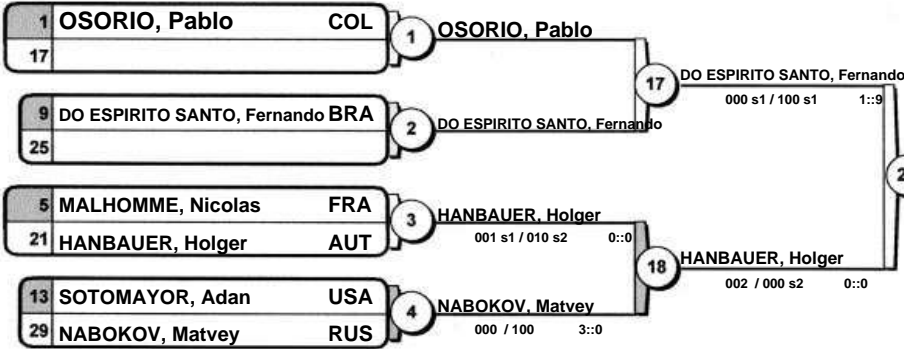 1 OSORIO, Pablo COL
17
1 OSORIO, Pablo
9 DO ESPIRITO SANTO, Fernando BRA
25
2 DO ESPIRITO SANTO, Fernando
17 DO ESPIRITO SANTO, Fernando
000 s1 / 100 s1 1::9
5 MALHOMME, Nicolas FRA
21 HANBAUER, Holger AUT
3 HANBAUER, Holger
001 s1 / 010 s2 0::0
13 SOTOMAYOR, Adan USA
29 NABOKOV, Matvey RUS
4 NABOKOV, Matvey
000 / 100 3::0
18 HANBAUER, Holger
002 / 000 s2 0::0